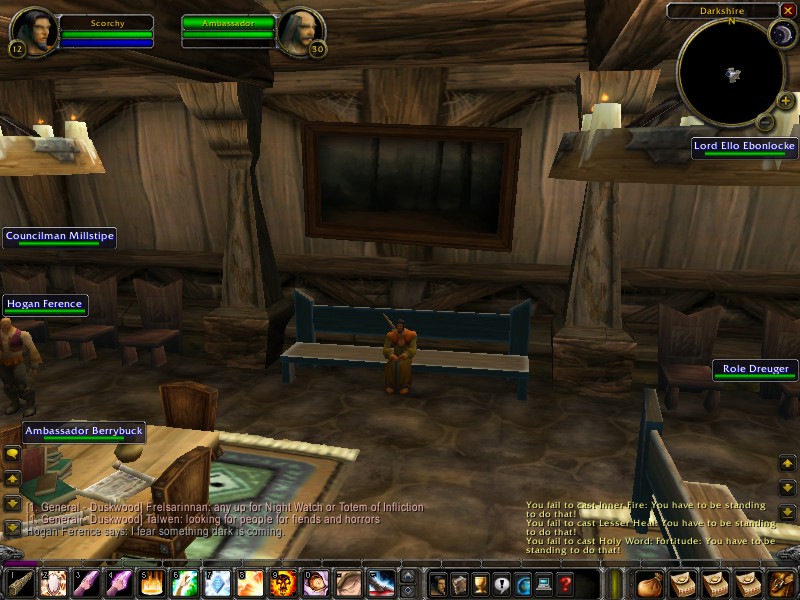 Scorchy
Ambassador
Darkshire
N
12
30
Lord Ello Ebonlocke
Councilman Millstipe
Hogan Ference
Role Dreuger
Ambassador Berrybuck
[1. General - Duskwood] Frelsarinnan: any up for Night Watch or Totem of Infliction
[1. General - Duskwood] Talwen: looking for people for fiends and horrors
Hogan Ference says: I fear something dark is coming.
You fail to cast Inner Fire: You have to be standing
to do that!
You fail to cast Lesser Heal: You have to be standing
to do that!
You fail to cast Holy Word: Fortitude: You have to be
standing to do that!